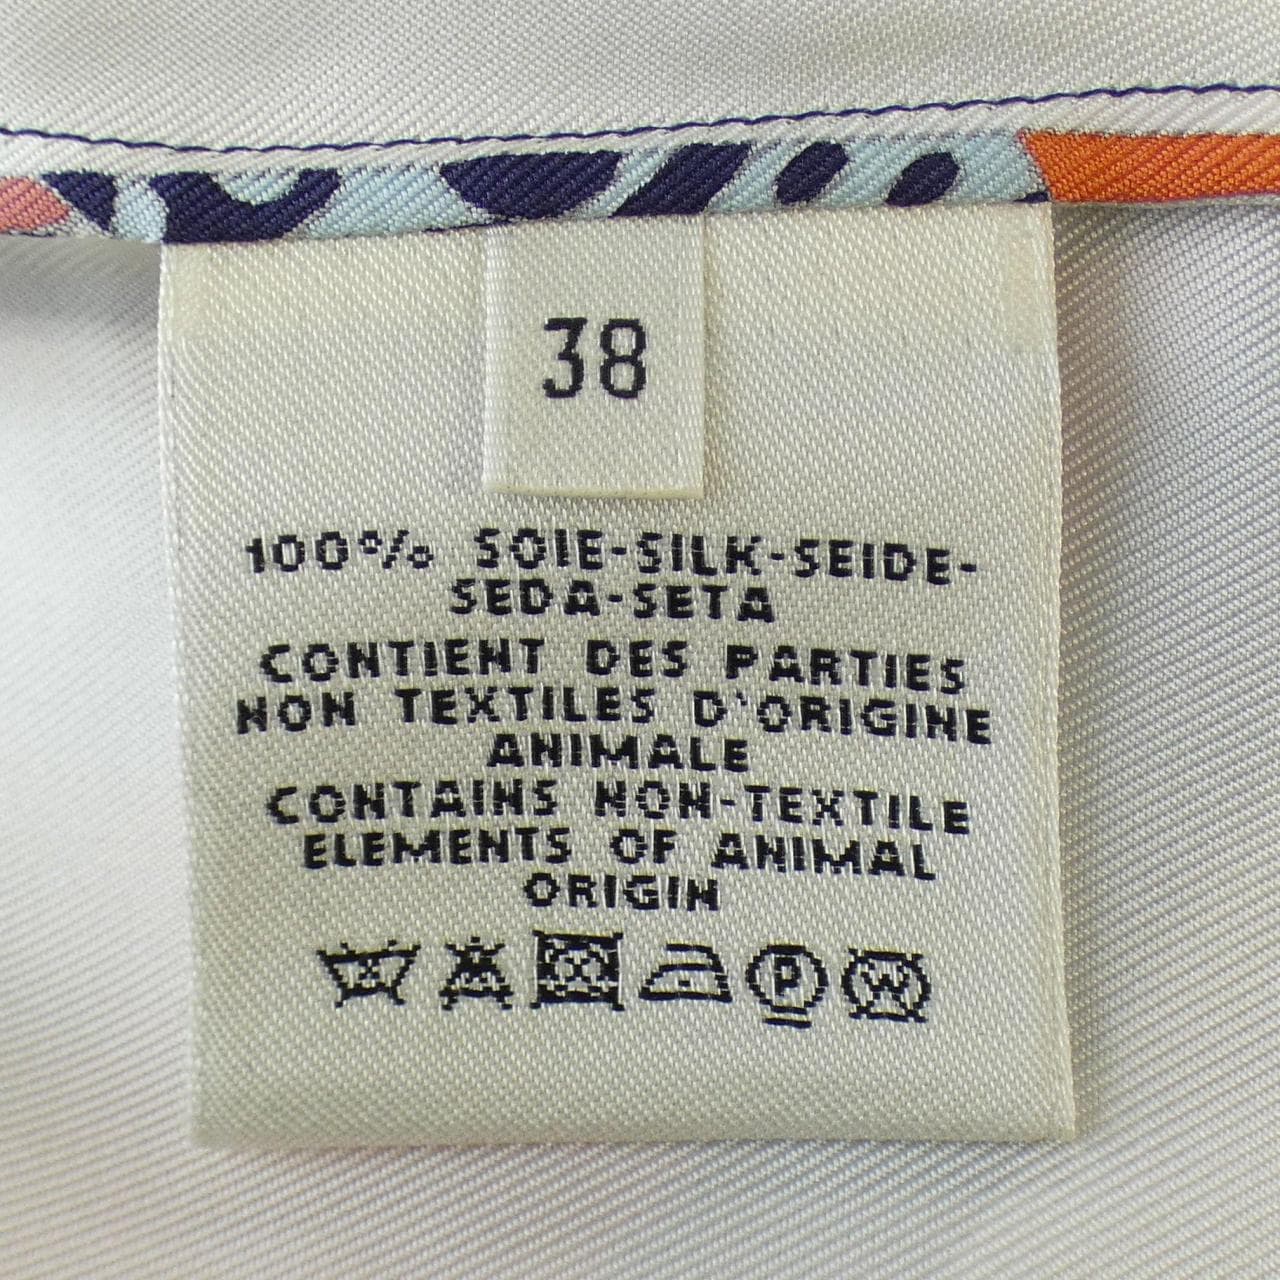 38
100% SOIE-SILK-SEIDE-
SEDA-SETA
CONTIENT DES PARTIES
NON TEXTILES D'ORIGINE
ANIMALE
CONTAINS NON-TEXTILE
ELEMENTS OF ANIMAL
ORIGIN
P W